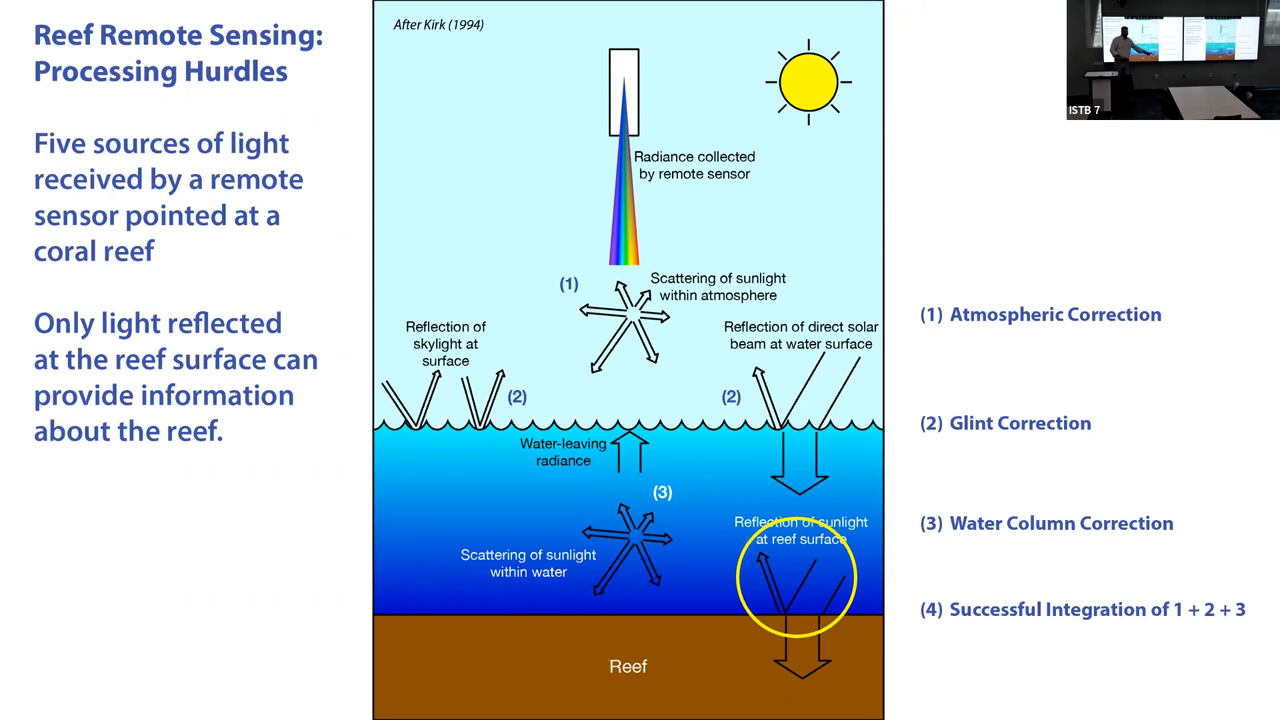 Reef Remote Sensing:
Processing Hurdles
Five sources of light
received by a remote
sensor pointed at a
coral reef
Only light reflected
at the reef surface can
provide information
about the reef.
After Kirk (1994)
Radiance collected
by remote sensor
(1)
Scattering of sunlight
within atmosphere
Reflection of
skylight at
surface
(2)
Reflection of direct solar
beam at water surface
(2)
Water-leaving
radiance
(3)
Scattering of sunlight
within water
Reflection of sunlight
at reef surface
Reef
(1) Atmospheric Correction
(2) Glint Correction
(3) Water Column Correction
(4) Successful Integration of 1 + 2 + 3
ISTB 7